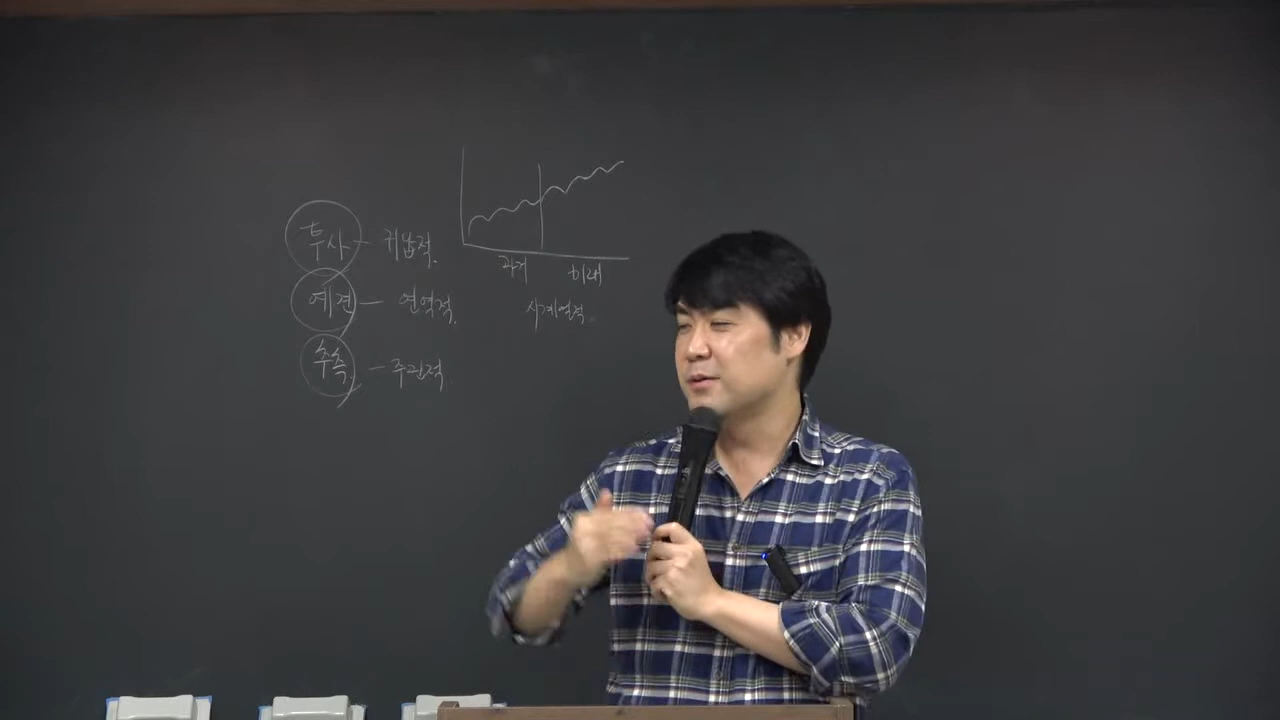 투사 - 귀납적.
예견 - 연역적.
추측. - 주관적
과거 미래
시계열적.